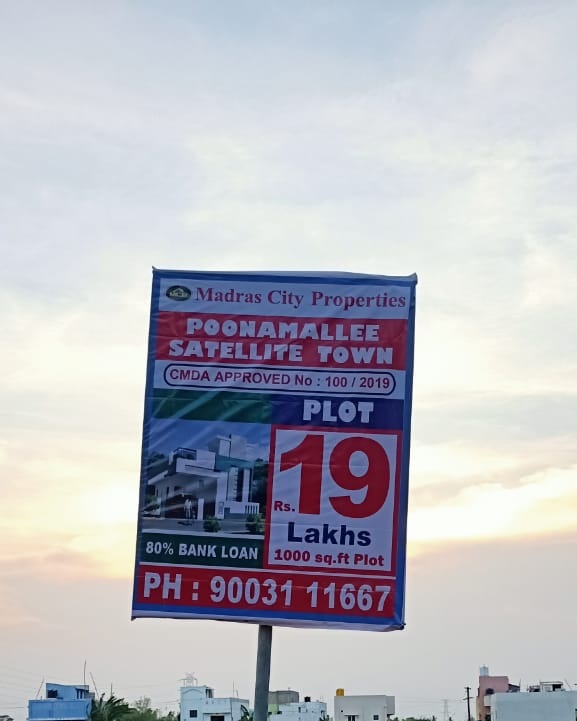 Madras City Properties
POONAMALLEE
SATELLITE TOWN
CMDA APPROVED No : 100 / 2019
PLOT
Rs. 19
Lakhs
1000 sq.ft Plot
80% BANK LOAN
PH : 90031 11667